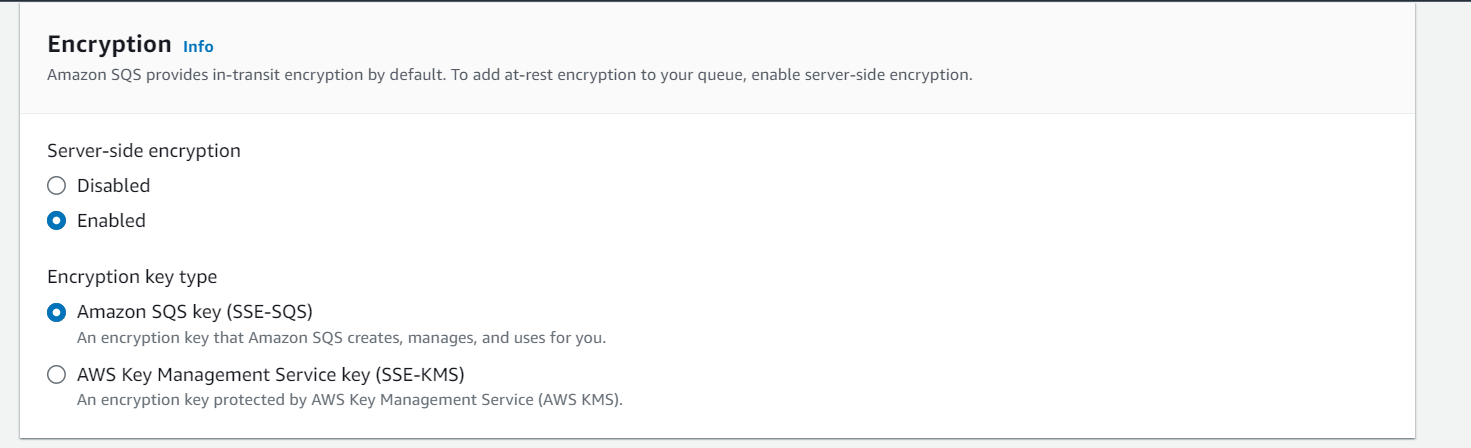 Encryption Info
Amazon SQS provides in-transit encryption by default. To add at-rest encryption to your queue, enable server-side encryption.
Server-side encryption
Disabled
Enabled
Encryption key type
Amazon SQS key (SSE-SQS)
An encryption key that Amazon SQS creates, manages, and uses for you.
AWS Key Management Service key (SSE-KMS)
An encryption key protected by AWS Key Management Service (AWS KMS).